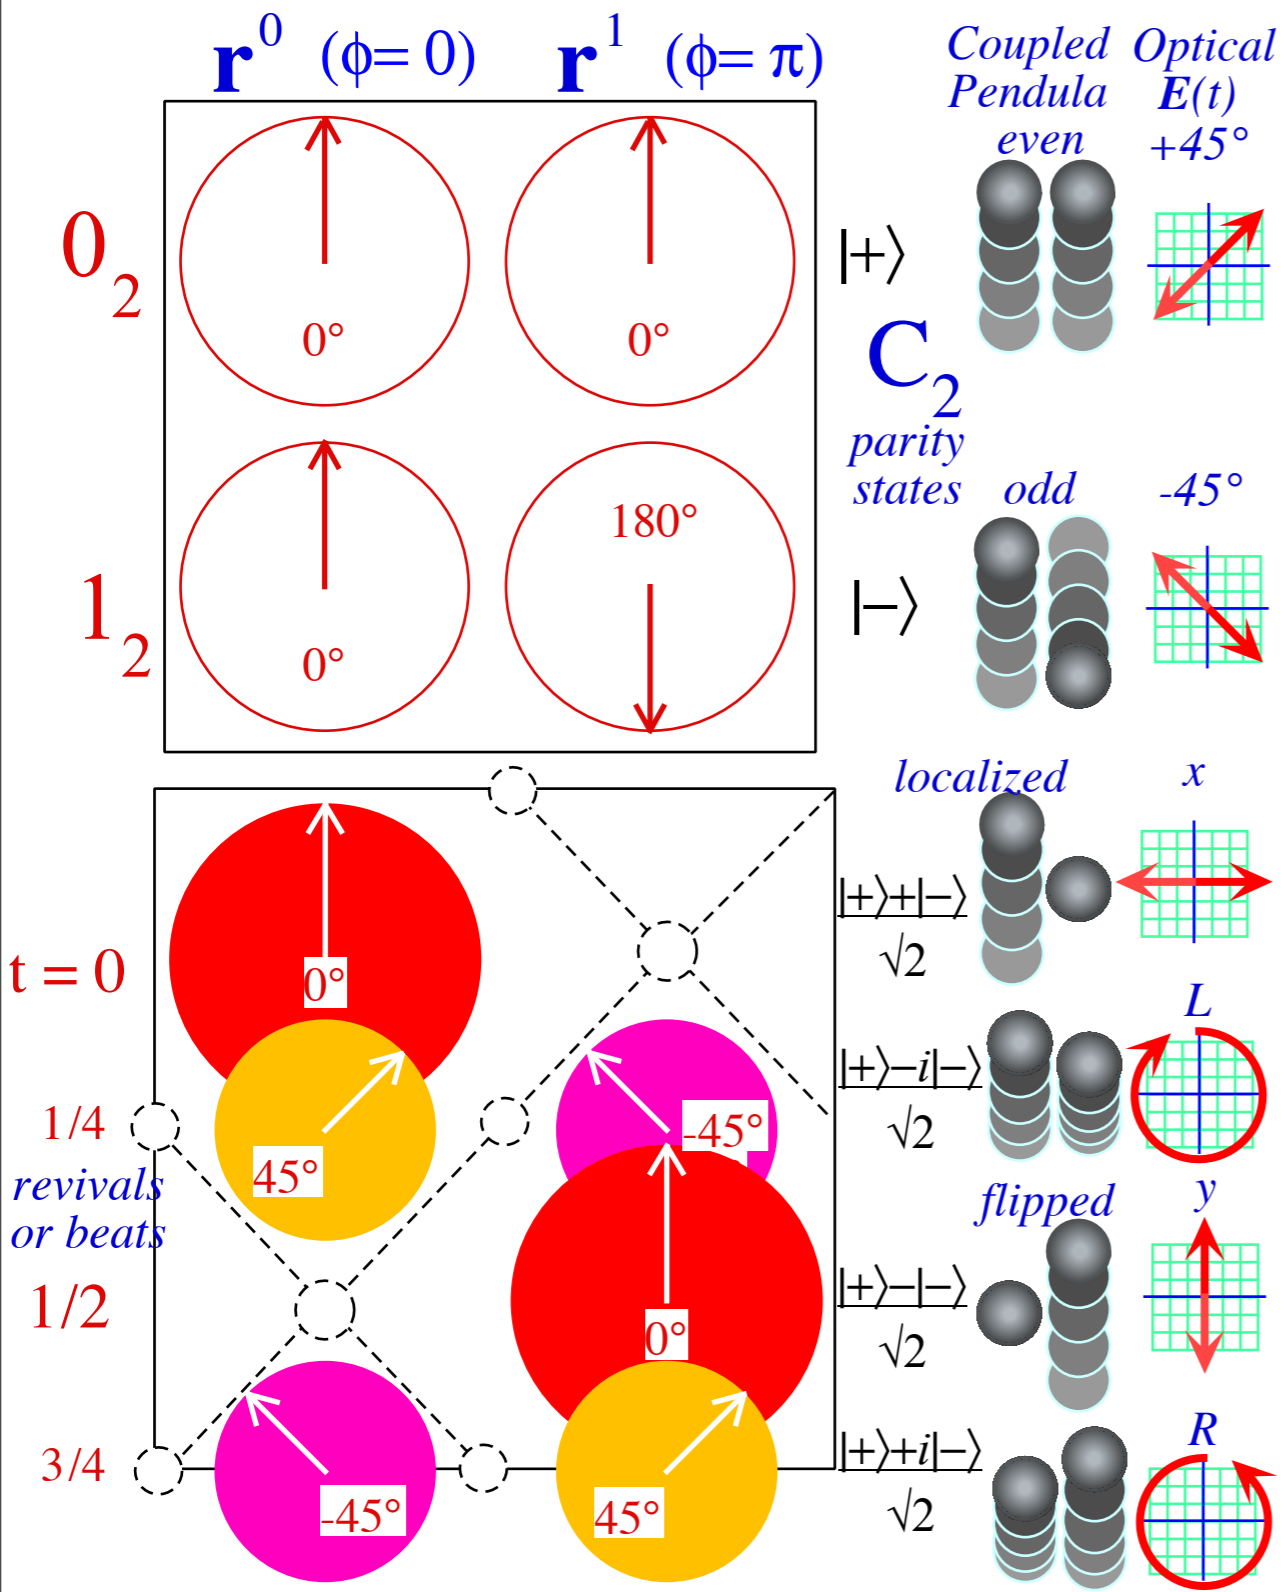 r⁰ (ϕ= 0) r¹ (ϕ= π)
Coupled Pendula
Optical E(t)
even
+45°
0₂
0°
0°
|+⟩
C₂
parity
states
odd
-45°
1₂
0°
180°
|−⟩
localized
x
t = 0
0°
|+⟩+|−⟩
√2
L
1/4
45°
-45°
|+⟩−i|−⟩
√2
revivals
or beats
flipped
y
1/2
0°
|+⟩−|−⟩
√2
R
3/4
-45°
45°
|+⟩+i|−⟩
√2